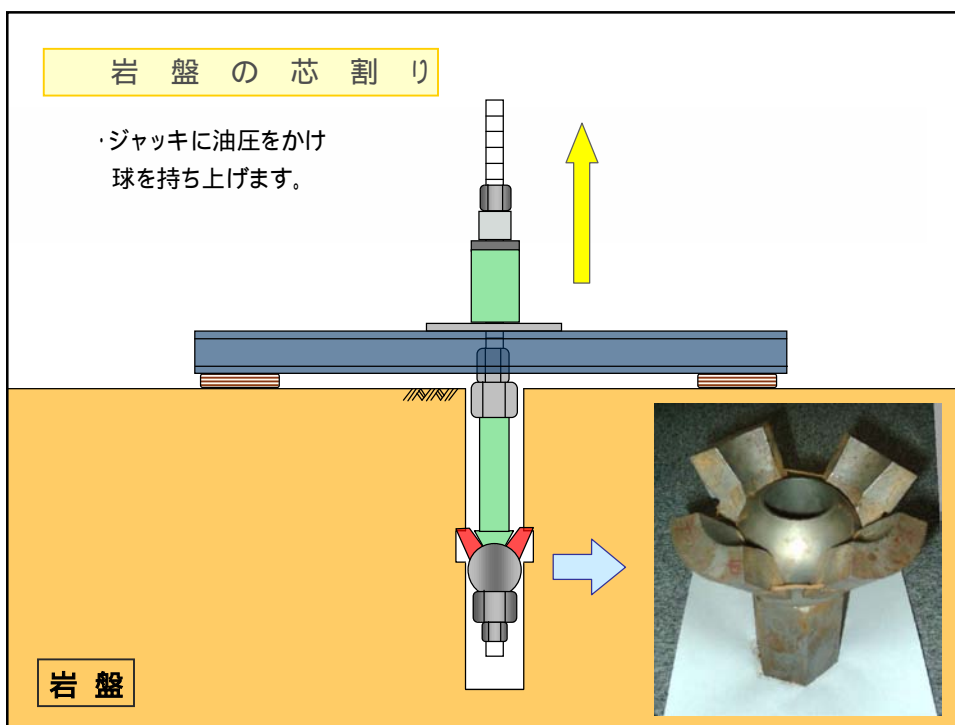 岩盤の芯割り
・ジャッキに油圧をかけ
球を持ち上げます。
岩盤